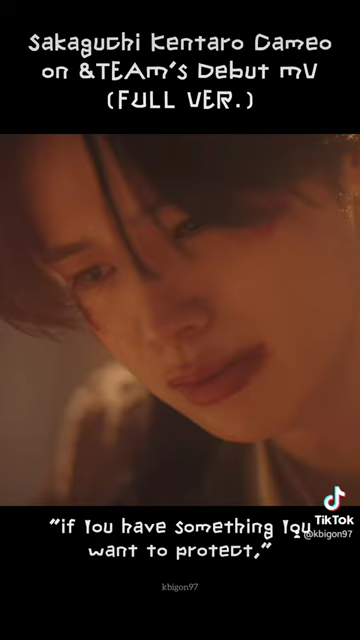 Sakaguchi Kentaro Cameo
on &TEAM's Debut MV
(FULL VER.)
"if You have something You
want to protect,"
TikTok
@kbigon97
kbigon97